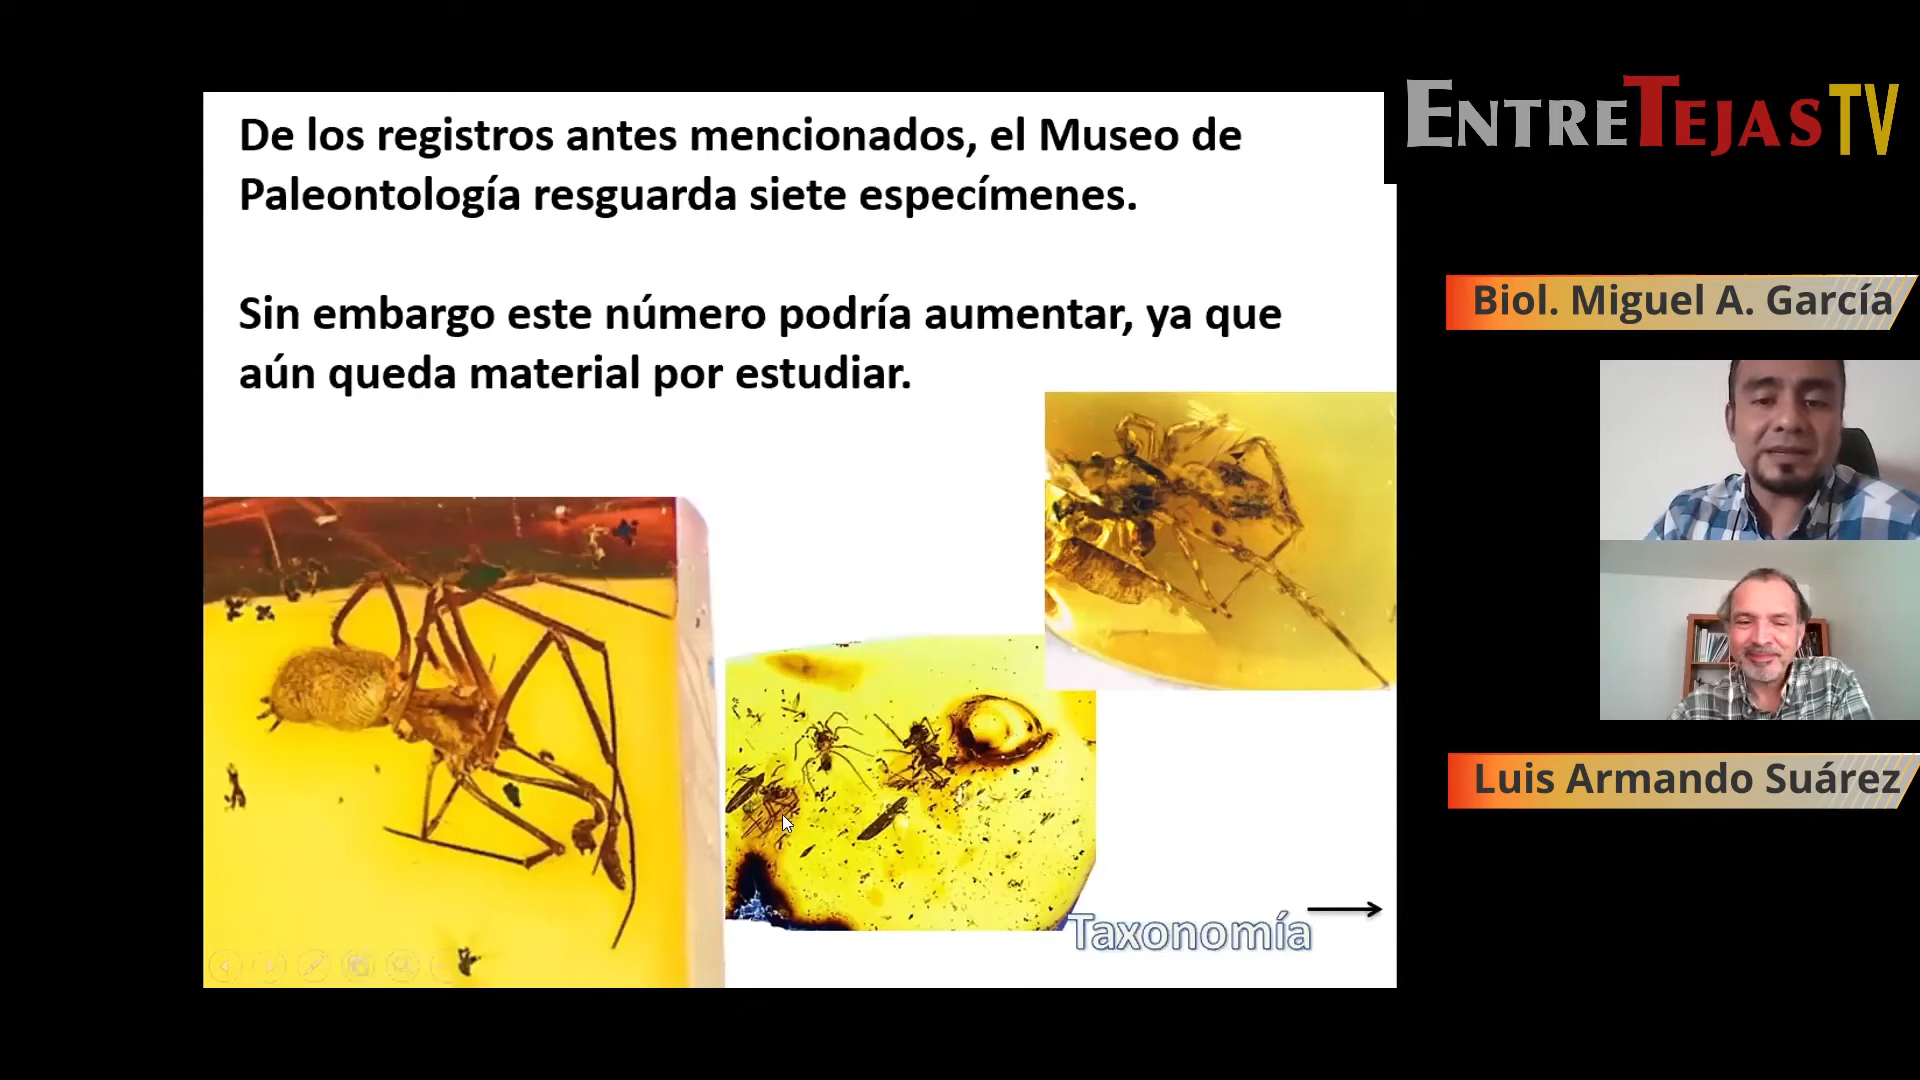 De los registros antes mencionados, el Museo de
Paleontología resguarda siete especímenes.
Sin embargo este número podría aumentar, ya que
aún queda material por estudiar.
Taxonomía
ENTRETEJASTV
Biol. Miguel A. García
Luis Armando Suárez